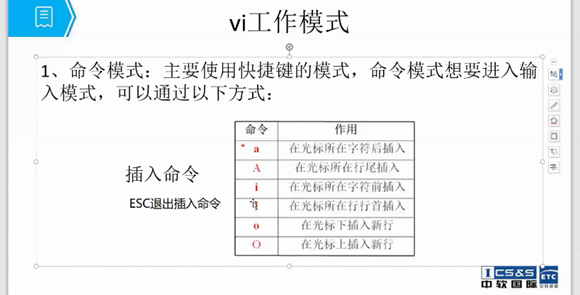 vi工作模式
1、命令模式：主要使用快捷键的模式，命令模式想要进入输
入模式，可以通过以下方式：
命令 作用
a 在光标所在字符后插入
A 在光标所在行尾插入
插入命令
i 在光标所在字符前插入
ESC退出插入命令
I 在光标所在行行首插入
o 在光标下插入新行
O 在光标上插入新行
ICS&S ETC
中软国际